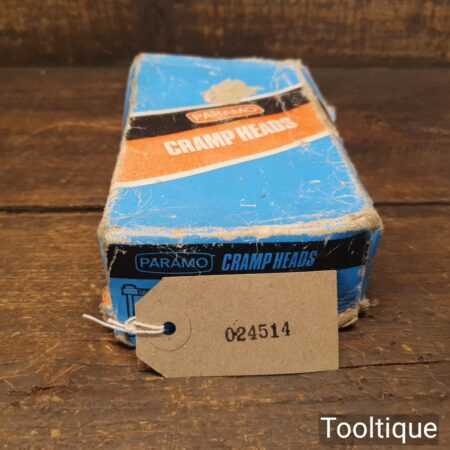 PARAMO
CRAMP HEADS
PARAMO CRAMP HEADS
024514
Tooltique